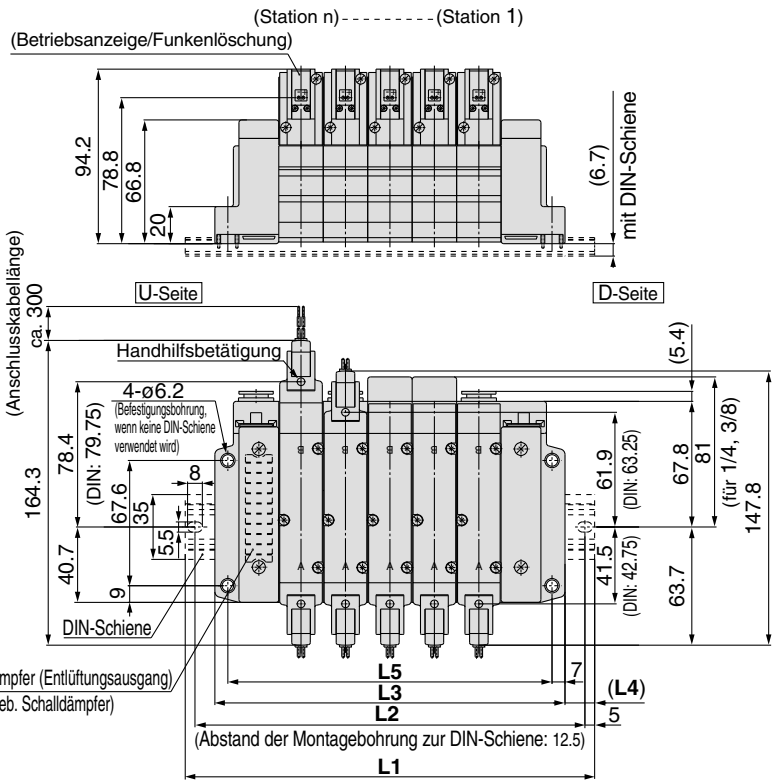 (Station n)
(Station 1)
(Betriebsanzeige/Funkenlöschung)
94.2
78.8
66.8
20
(6.7)
mit DIN-Schiene
U-Seite
D-Seite
(Anschlusskabellänge)
ca. 300
Handhilfsbetätigung
4-ø6.2
(Befestigungsbohrung,
wenn keine DIN-Schiene
verwendet wird)
164.3
78.4
(DIN: 79.75)
67.6
8
35
5.5
40.7
9
(5.4)
61.9
(DIN: 63.25)
67.8
81
(für 1/4, 3/8)
147.8
41.5
(DIN: 42.75)
63.7
B B B B B
A A A A A
DIN-Schiene
mpfer (Entlüftungsausgang)
eb. Schalldämpfer)
L5
7
L3
(L4)
L2
5
(Abstand der Montagebohrung zur DIN-Schiene: 12.5)
L1